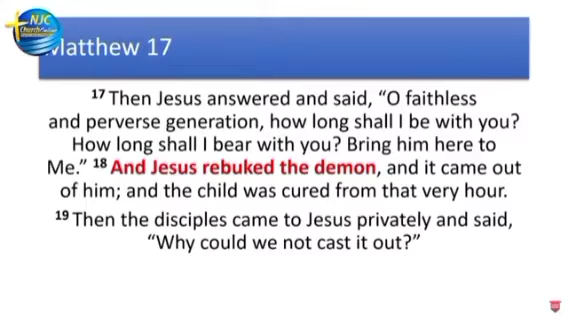 NJC
Church
Matthew 17
17 Then Jesus answered and said, “O faithless
and perverse generation, how long shall I be with you?
How long shall I bear with you? Bring him here to
Me.” 18 And Jesus rebuked the demon, and it came out
of him; and the child was cured from that very hour.
19 Then the disciples came to Jesus privately and said,
“Why could we not cast it out?”